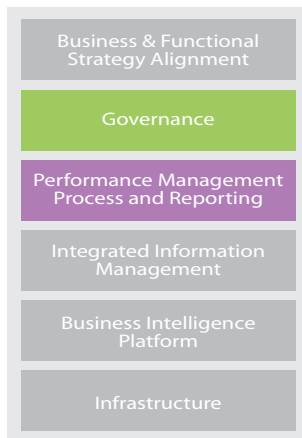 Business & Functional
Strategy Alignment
Governance
Performance Management
Process and Reporting
Integrated Information
Management
Business Intelligence
Platform
Infrastructure